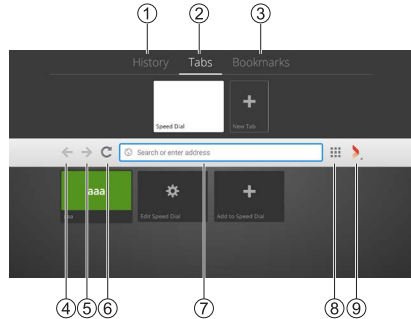 ① ② ③
History Tabs Bookmarks
Speed Dial New Tab
Search or enter address
aaa
aaa Edit Speed Dial Add to Speed Dial
④ ⑤ ⑥ ⑦ ⑧ ⑨